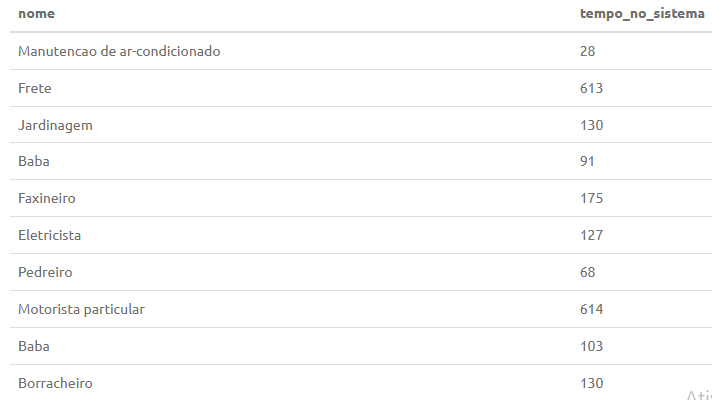 nome tempo_no_sistema
Manutencao de ar-condicionado 28
Frete 613
Jardinagem 130
Baba 91
Faxineiro 175
Eletricista 127
Pedreiro 68
Motorista particular 614
Baba 103
Borracheiro 130